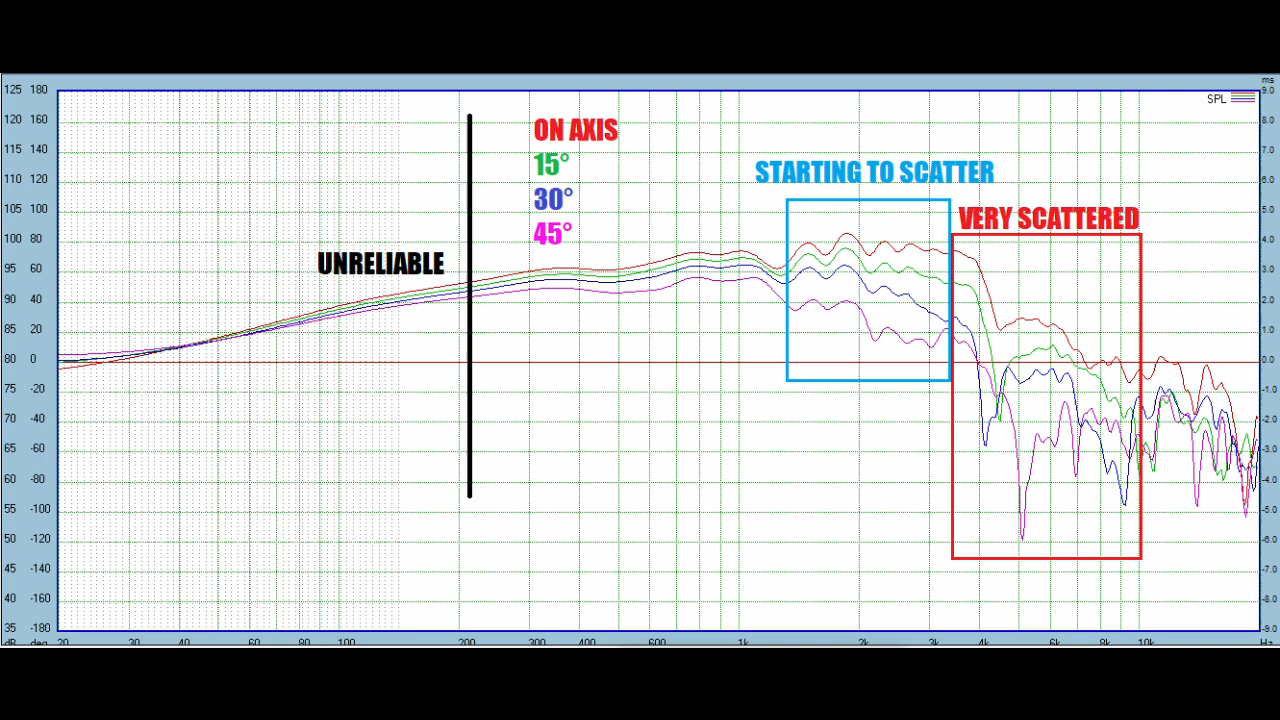 ms
125 180 9.0
SPL
120 160 8.0
ON AXIS
115 140 7.0
15°
STARTING TO SCATTER
110 120 6.0
30°
105 100 5.0
VERY SCATTERED
45°
100 80 4.0
UNRELIABLE
95 60 3.0
90 40 2.0
85 20 1.0
80 0 0.0
75 -20 -1.0
70 -40 -2.0
65 -60 -3.0
60 -80 -4.0
55 -100 -5.0
50 -120 -6.0
45 -140 -7.0
40 -160 -8.0
35 -180 -9.0
dB deg 20 30 40 60 80 100 200 300 400 600 1k 2k 3k 4k 6k 8k 10k Hz